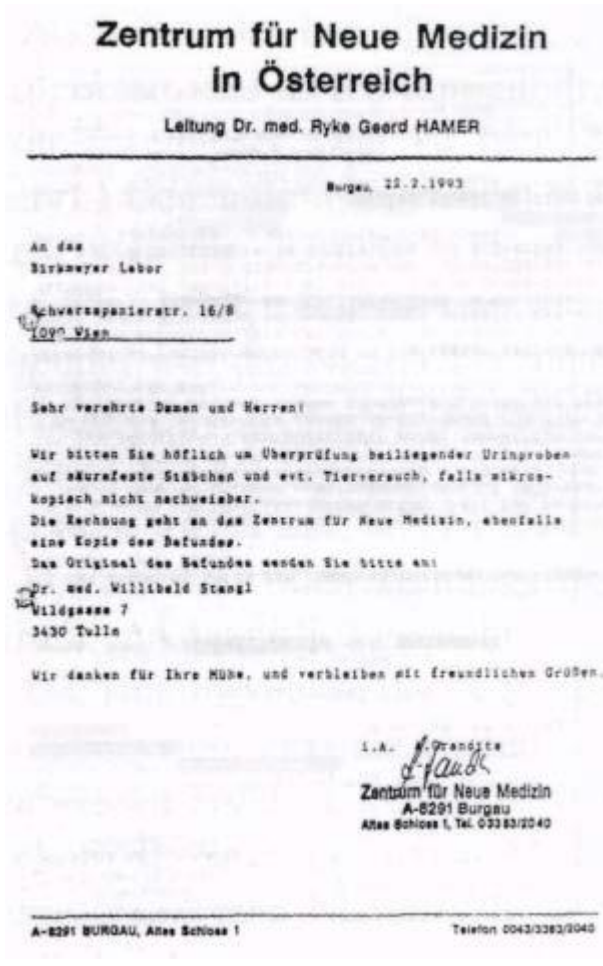 Zentrum für Neue Medizin
in Österreich
Leitung Dr. med. Ryke Geerd HAMER
Burgau, 22.2.1993
An das
Birkmayer Labor
Schwarzspanierstr. 16/8
1090 Wien
Sehr verehrte Damen und Herren!
Wir bitten Sie höflich um Überprüfung beiliegender Urinproben
auf säurefeste Stäbchen und evt. Tierversuch, falls mikros-
kopisch nicht nachweisbar.
Die Rechnung geht an das Zentrum für Neue Medizin, ebenfalls
eine Kopie des Befundes.
Das Original des Befundes senden Sie bitte an:
Dr. med. Willibald Stangl
Wildgasse 7
3430 Tulln
Wir danken für Ihre Mühe, und verbleiben mit freundlichen Grüßen,
i.A. Grandits
Zentrum für Neue Medizin
A-8291 Burgau
Altes Schloss 1, Tel. 03383/2040
A-8291 BURGAU, Altes Schloss 1 Telefon 0043/3383/2040